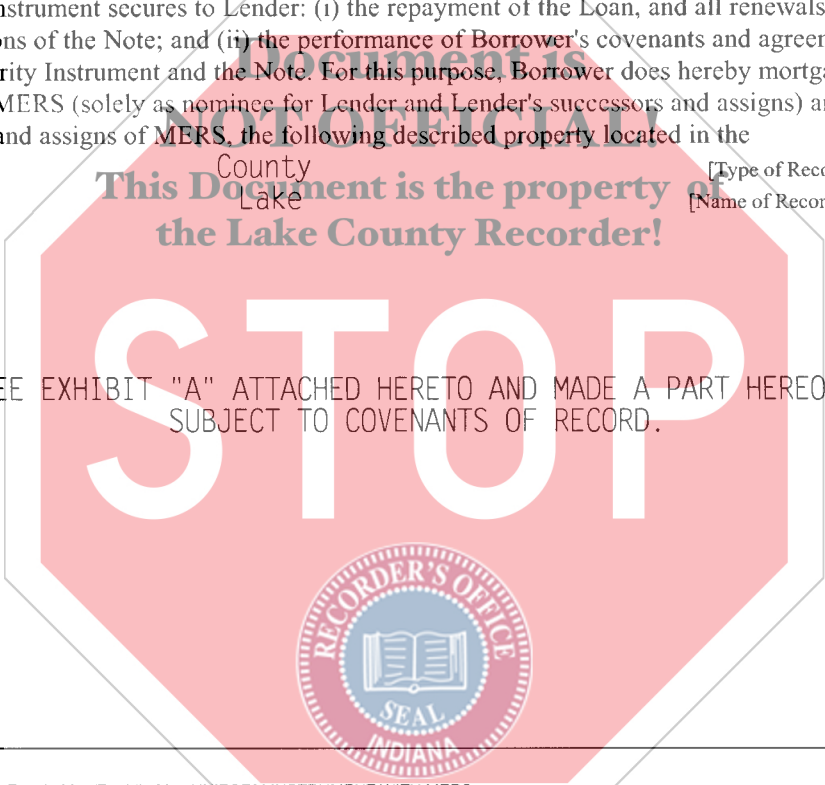 nstrument secures to Lender: (i) the repayment of the Loan, and all renewals
ns of the Note; and (ii) the performance of Borrower's covenants and agreen
rity Instrument and the Note. For this purpose, Borrower does hereby mortga
MERS (solely as nominee for Lender and Lender's successors and assigns) a
nd assigns of MERS, the following described property located in the
Document is
NOT OFFICIAL!
This Document is the property of
the Lake County Recorder!
County
[Type of Reco
Lake
[Name of Recor
STOP
EE EXHIBIT "A" ATTACHED HERETO AND MADE A PART HEREO
SUBJECT TO COVENANTS OF RECORD.
RECORDER'S OFFICE
SEAL
INDIANA